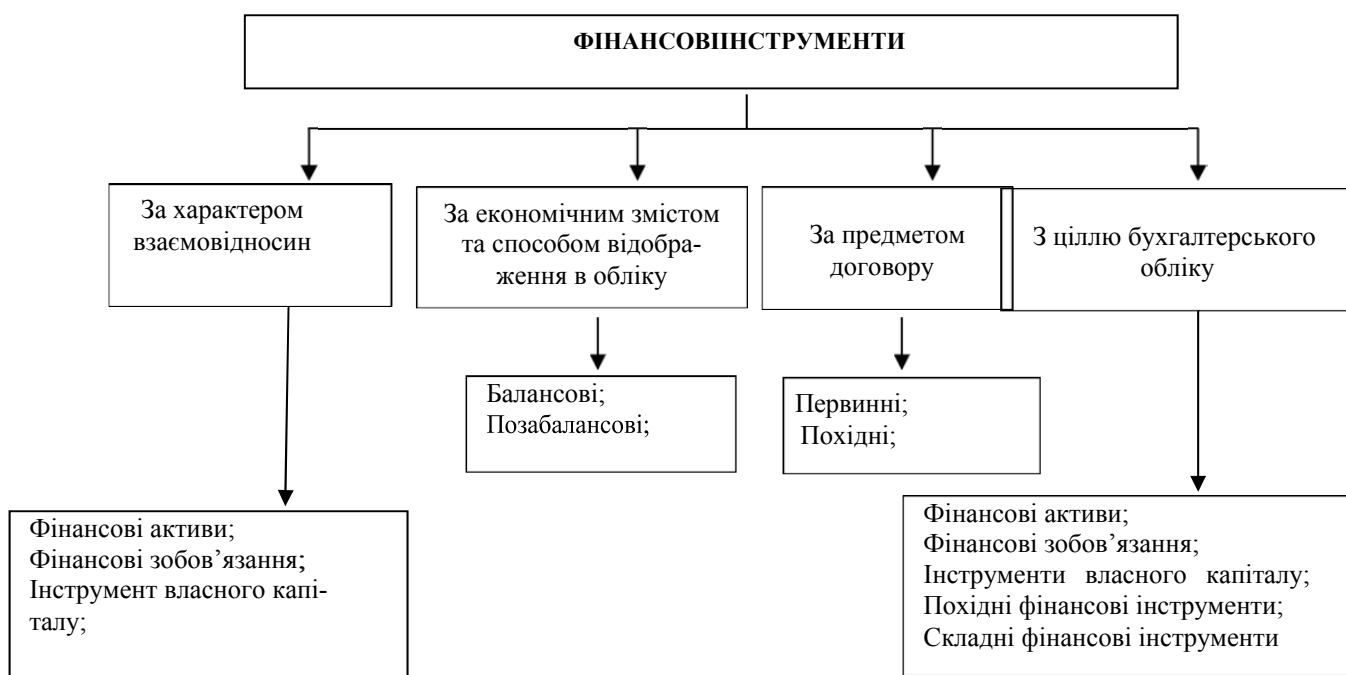 ФІНАНСОВІІНСТРУМЕНТИ
За характером
взаємовідносин
За економічним змістом
та способом відобра-
ження в обліку
За предметом
договору
З ціллю бухгалтерського
обліку
Балансові;
Позабалансові;
Первинні;
Похідні;
Фінансові активи;
Фінансові зобов’язання;
Інструмент власного капі-
талу;
Фінансові активи;
Фінансові зобов’язання;
Інструменти власного капіталу;
Похідні фінансові інструменти;
Складні фінансові інструменти